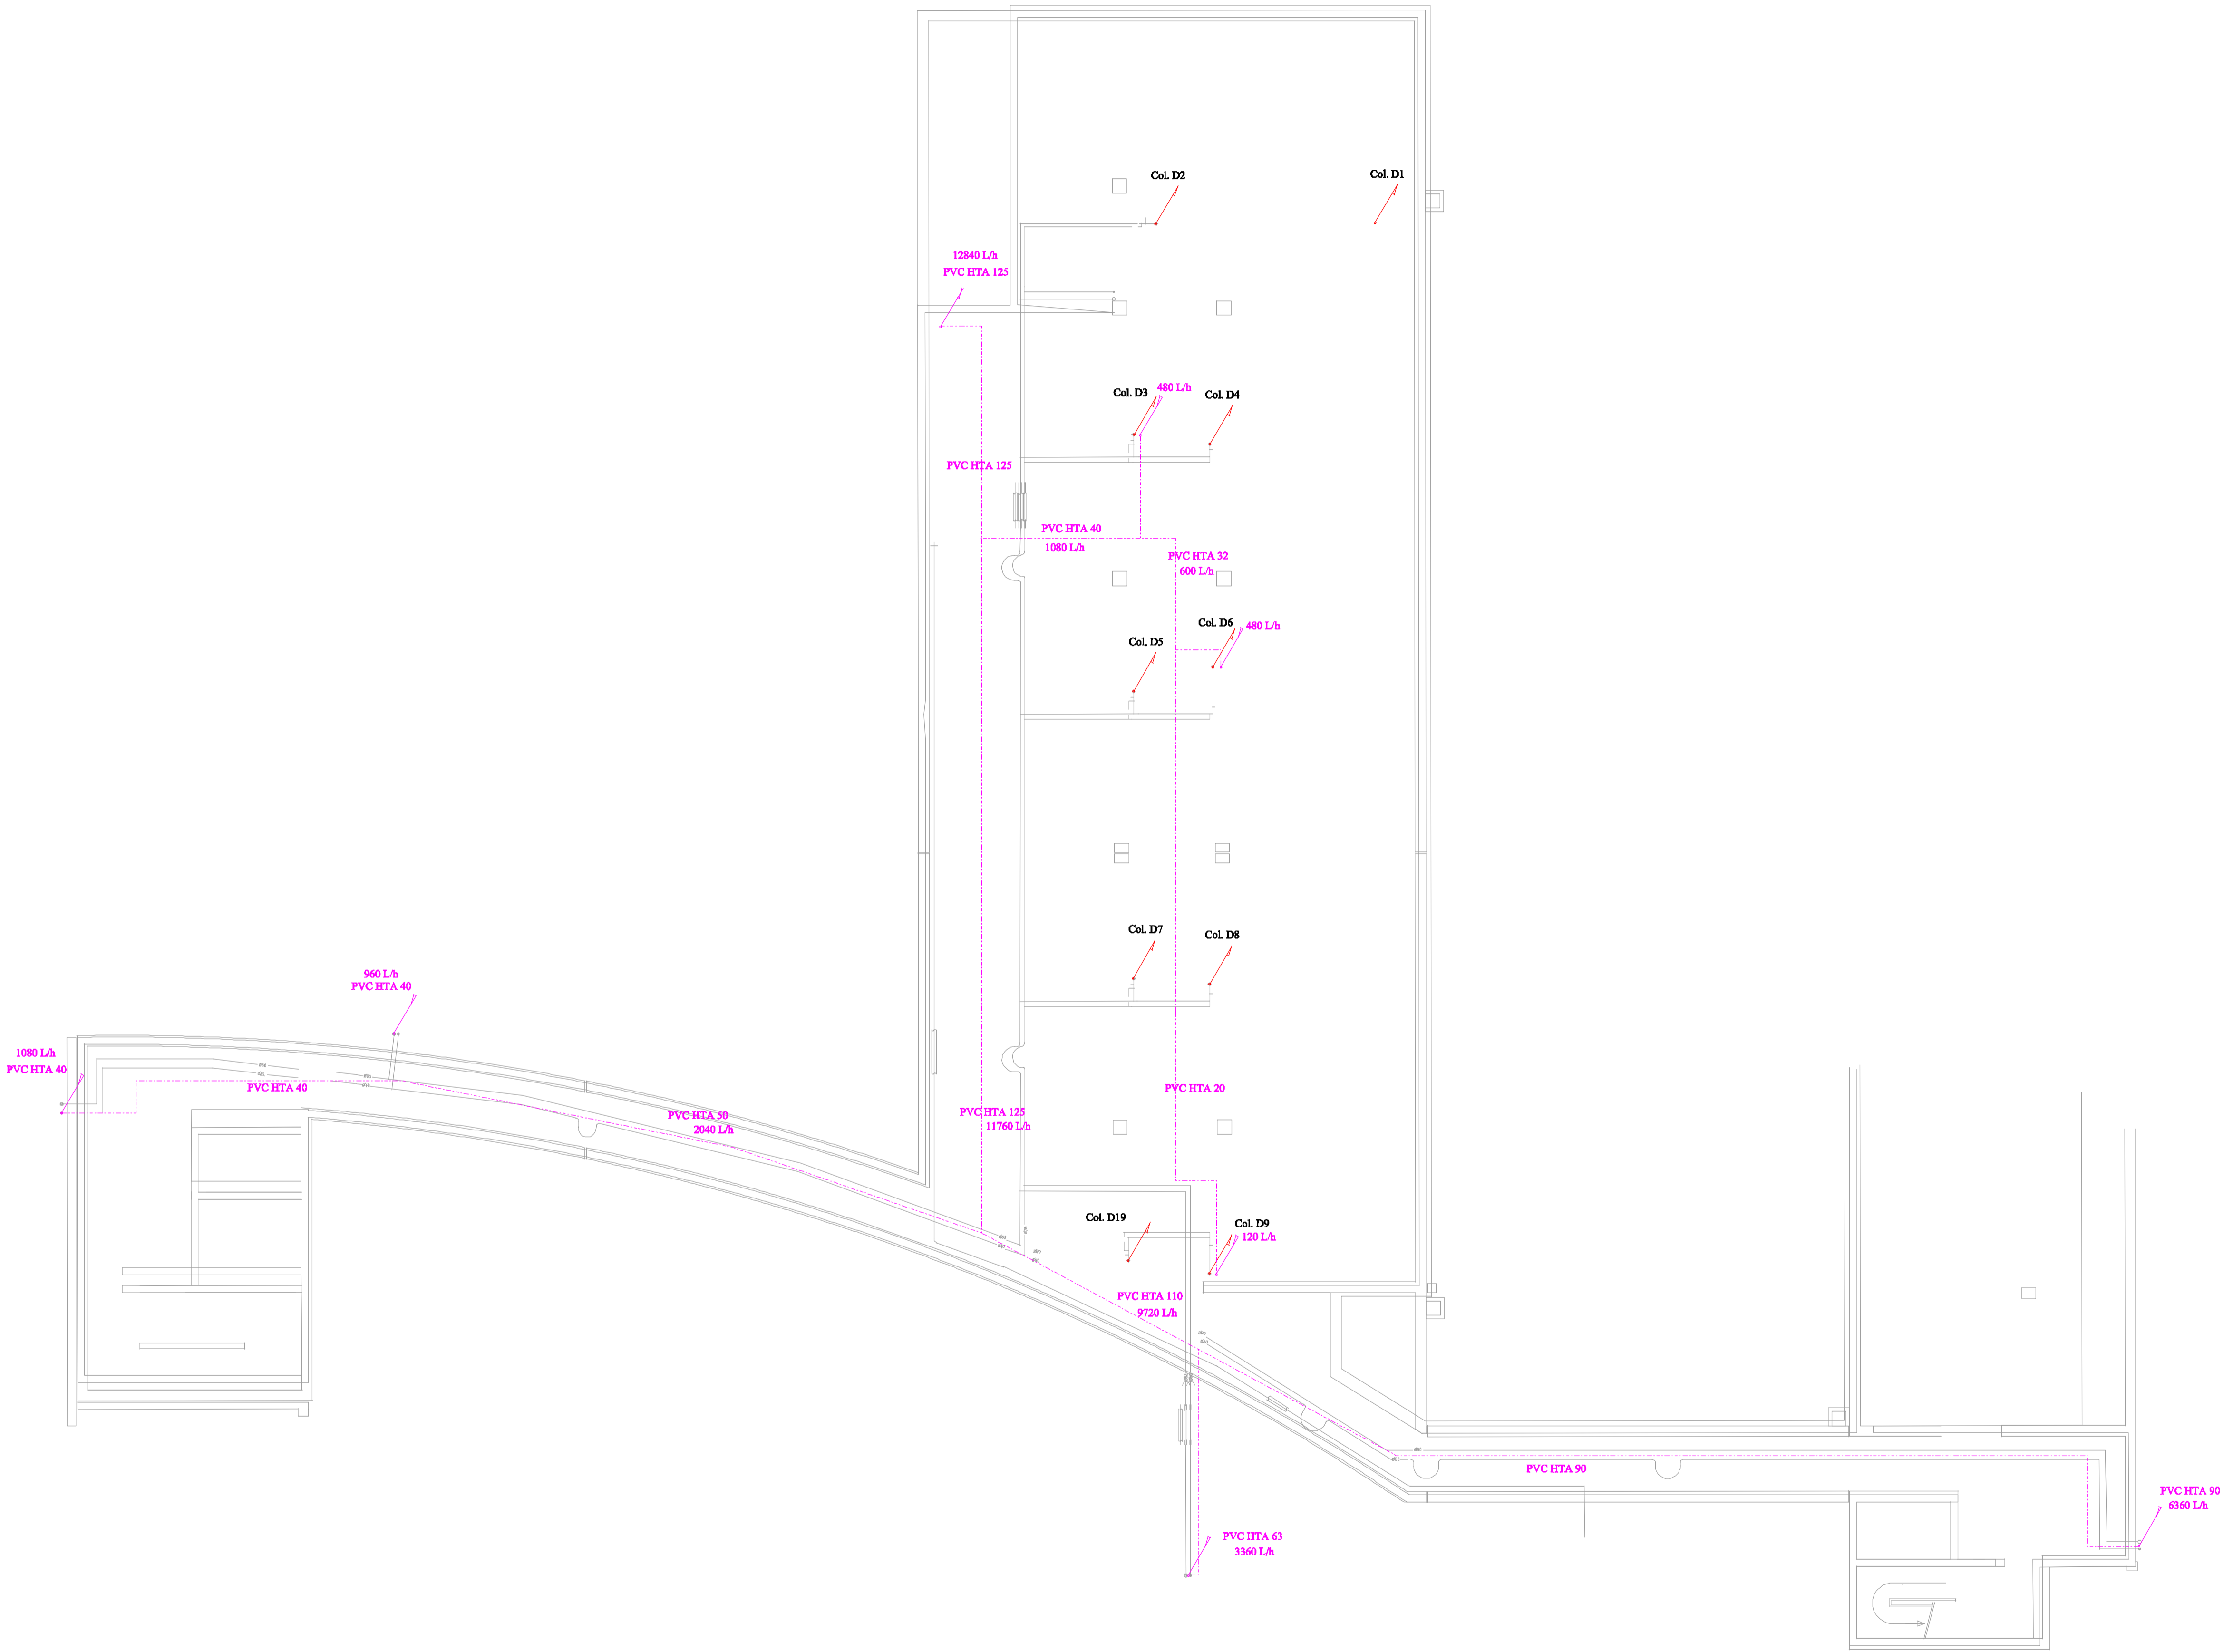 Col. D2
Col. D1
12840 L/h
PVC HTA 125
Col. D3
480 L/h
Col. D4
PVC HTA 125
PVC HTA 40
1080 L/h
PVC HTA 32
600 L/h
Col. D5
Col. D6
480 L/h
Col. D7
Col. D8
960 L/h
PVC HTA 40
1080 L/h
PVC HTA 40
PVC HTA 40
PVC HTA 50
2040 L/h
PVC HTA 125
11760 L/h
PVC HTA 20
Col. D19
Col. D9
120 L/h
PVC HTA 110
9720 L/h
PVC HTA 90
PVC HTA 90
6360 L/h
PVC HTA 63
3360 L/h